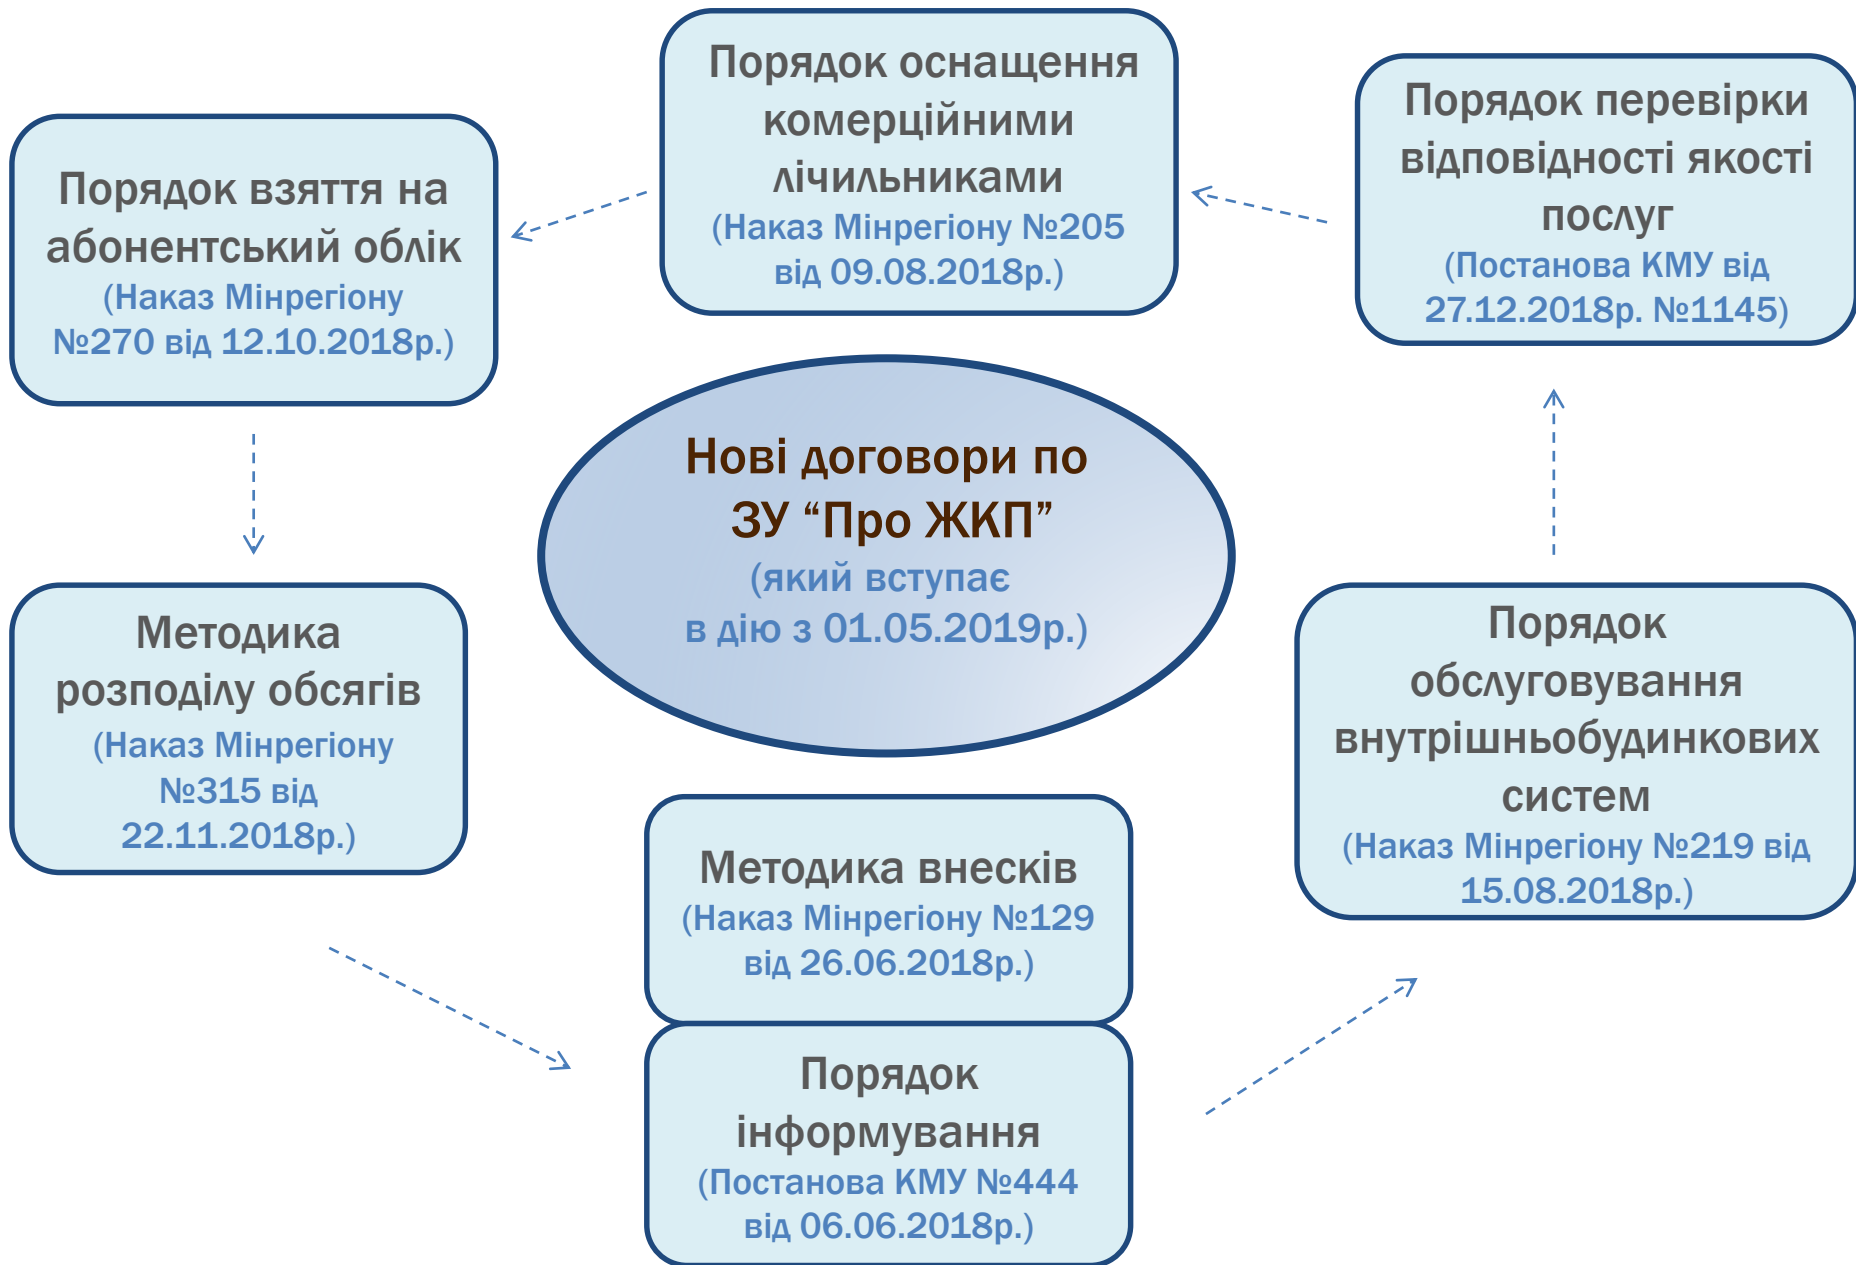 Порядок оснащення
комерційними
лічильниками
(Наказ Мінрегіону №205
від 09.08.2018р.)
Порядок перевірки
відповідності якості
послуг
(Постанова КМУ від
27.12.2018р. №1145)
Порядок взяття на
абонентський облік
(Наказ Мінрегіону
№270 від 12.10.2018р.)
Нові договори по
ЗУ “Про ЖКП”
(який вступає
в дію з 01.05.2019р.)
Методика
розподілу обсягів
(Наказ Мінрегіону
№315 від
22.11.2018р.)
Порядок
обслуговування
внутрішньобудинкових
систем
(Наказ Мінрегіону №219 від
15.08.2018р.)
Методика внесків
(Наказ Мінрегіону №129
від 26.06.2018р.)
Порядок
інформування
(Постанова КМУ №444
від 06.06.2018р.)